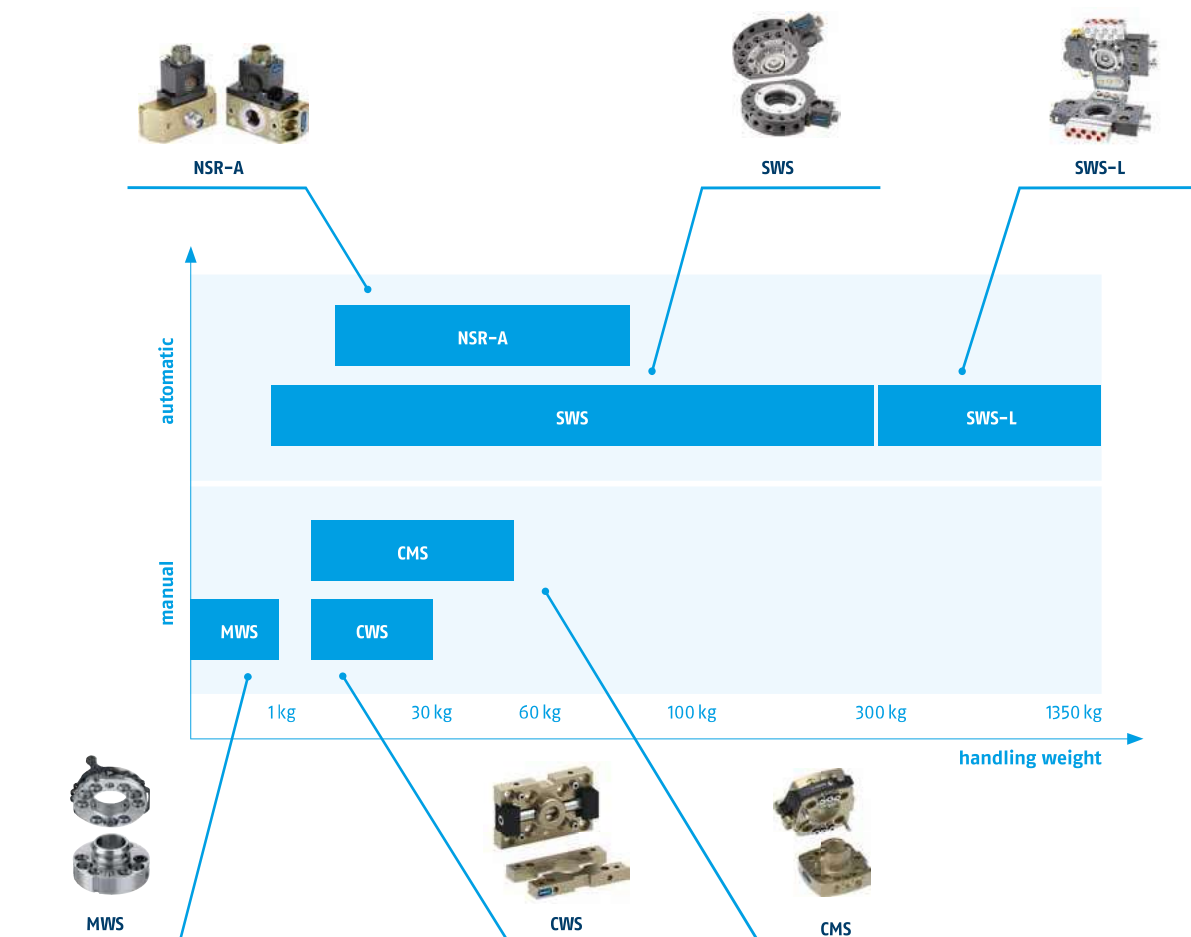 NSR-A
SWS
SWS-L
automatic
NSR-A
SWS
SWS-L
manual
CMS
MWS
CWS
1 kg
30 kg
60 kg
100 kg
300 kg
1350 kg
handling weight
MWS
CWS
CMS